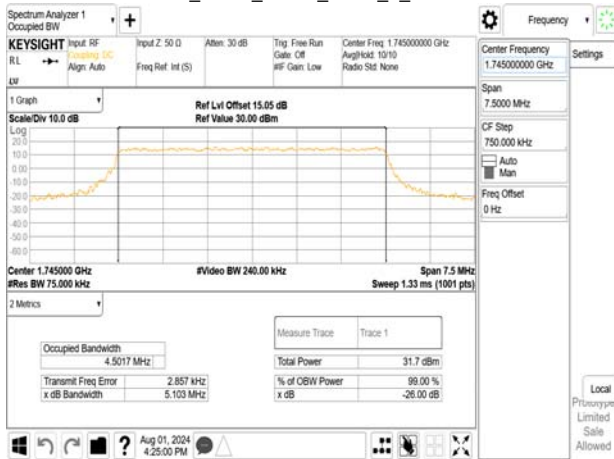 Spectrum Analyzer 1
Occupied BW
Frequency
KEYSIGHT
RL
Input: RF
Coupling: DC
Align: Auto
Input Z: 50 Ω
Freq Ref: Int (S)
Atten: 30 dB
Trig: Free Run
Gate: Off
#IF Gain: Low
Center Freq: 1.745000000 GHz
Avg|Hold: 10/10
Radio Std: None
Center Frequency
1.745000000 GHz
Settings
Span
7.5000 MHz
CF Step
750.000 kHz
Auto
Man
Freq Offset
0 Hz
1 Graph
Scale/Div 10.0 dB
Ref Lvl Offset 15.05 dB
Ref Value 30.00 dBm
Log
20.0
10.0
0.00
-10.0
-20.0
-30.0
-40.0
-50.0
-60.0
Center 1.745000 GHz
#Video BW 240.00 kHz
Span 7.5 MHz
#Res BW 75.000 kHz
Sweep 1.33 ms (1001 pts)
2 Metrics
Measure Trace
Trace 1
Occupied Bandwidth
4.5017 MHz
Total Power
31.7 dBm
Transmit Freq Error
2.857 kHz
% of OBW Power
99.00 %
x dB Bandwidth
5.103 MHz
x dB
-26.00 dB
Local
Prototype
Limited
Sale
Allowed
Aug 01, 2024
4:25:00 PM